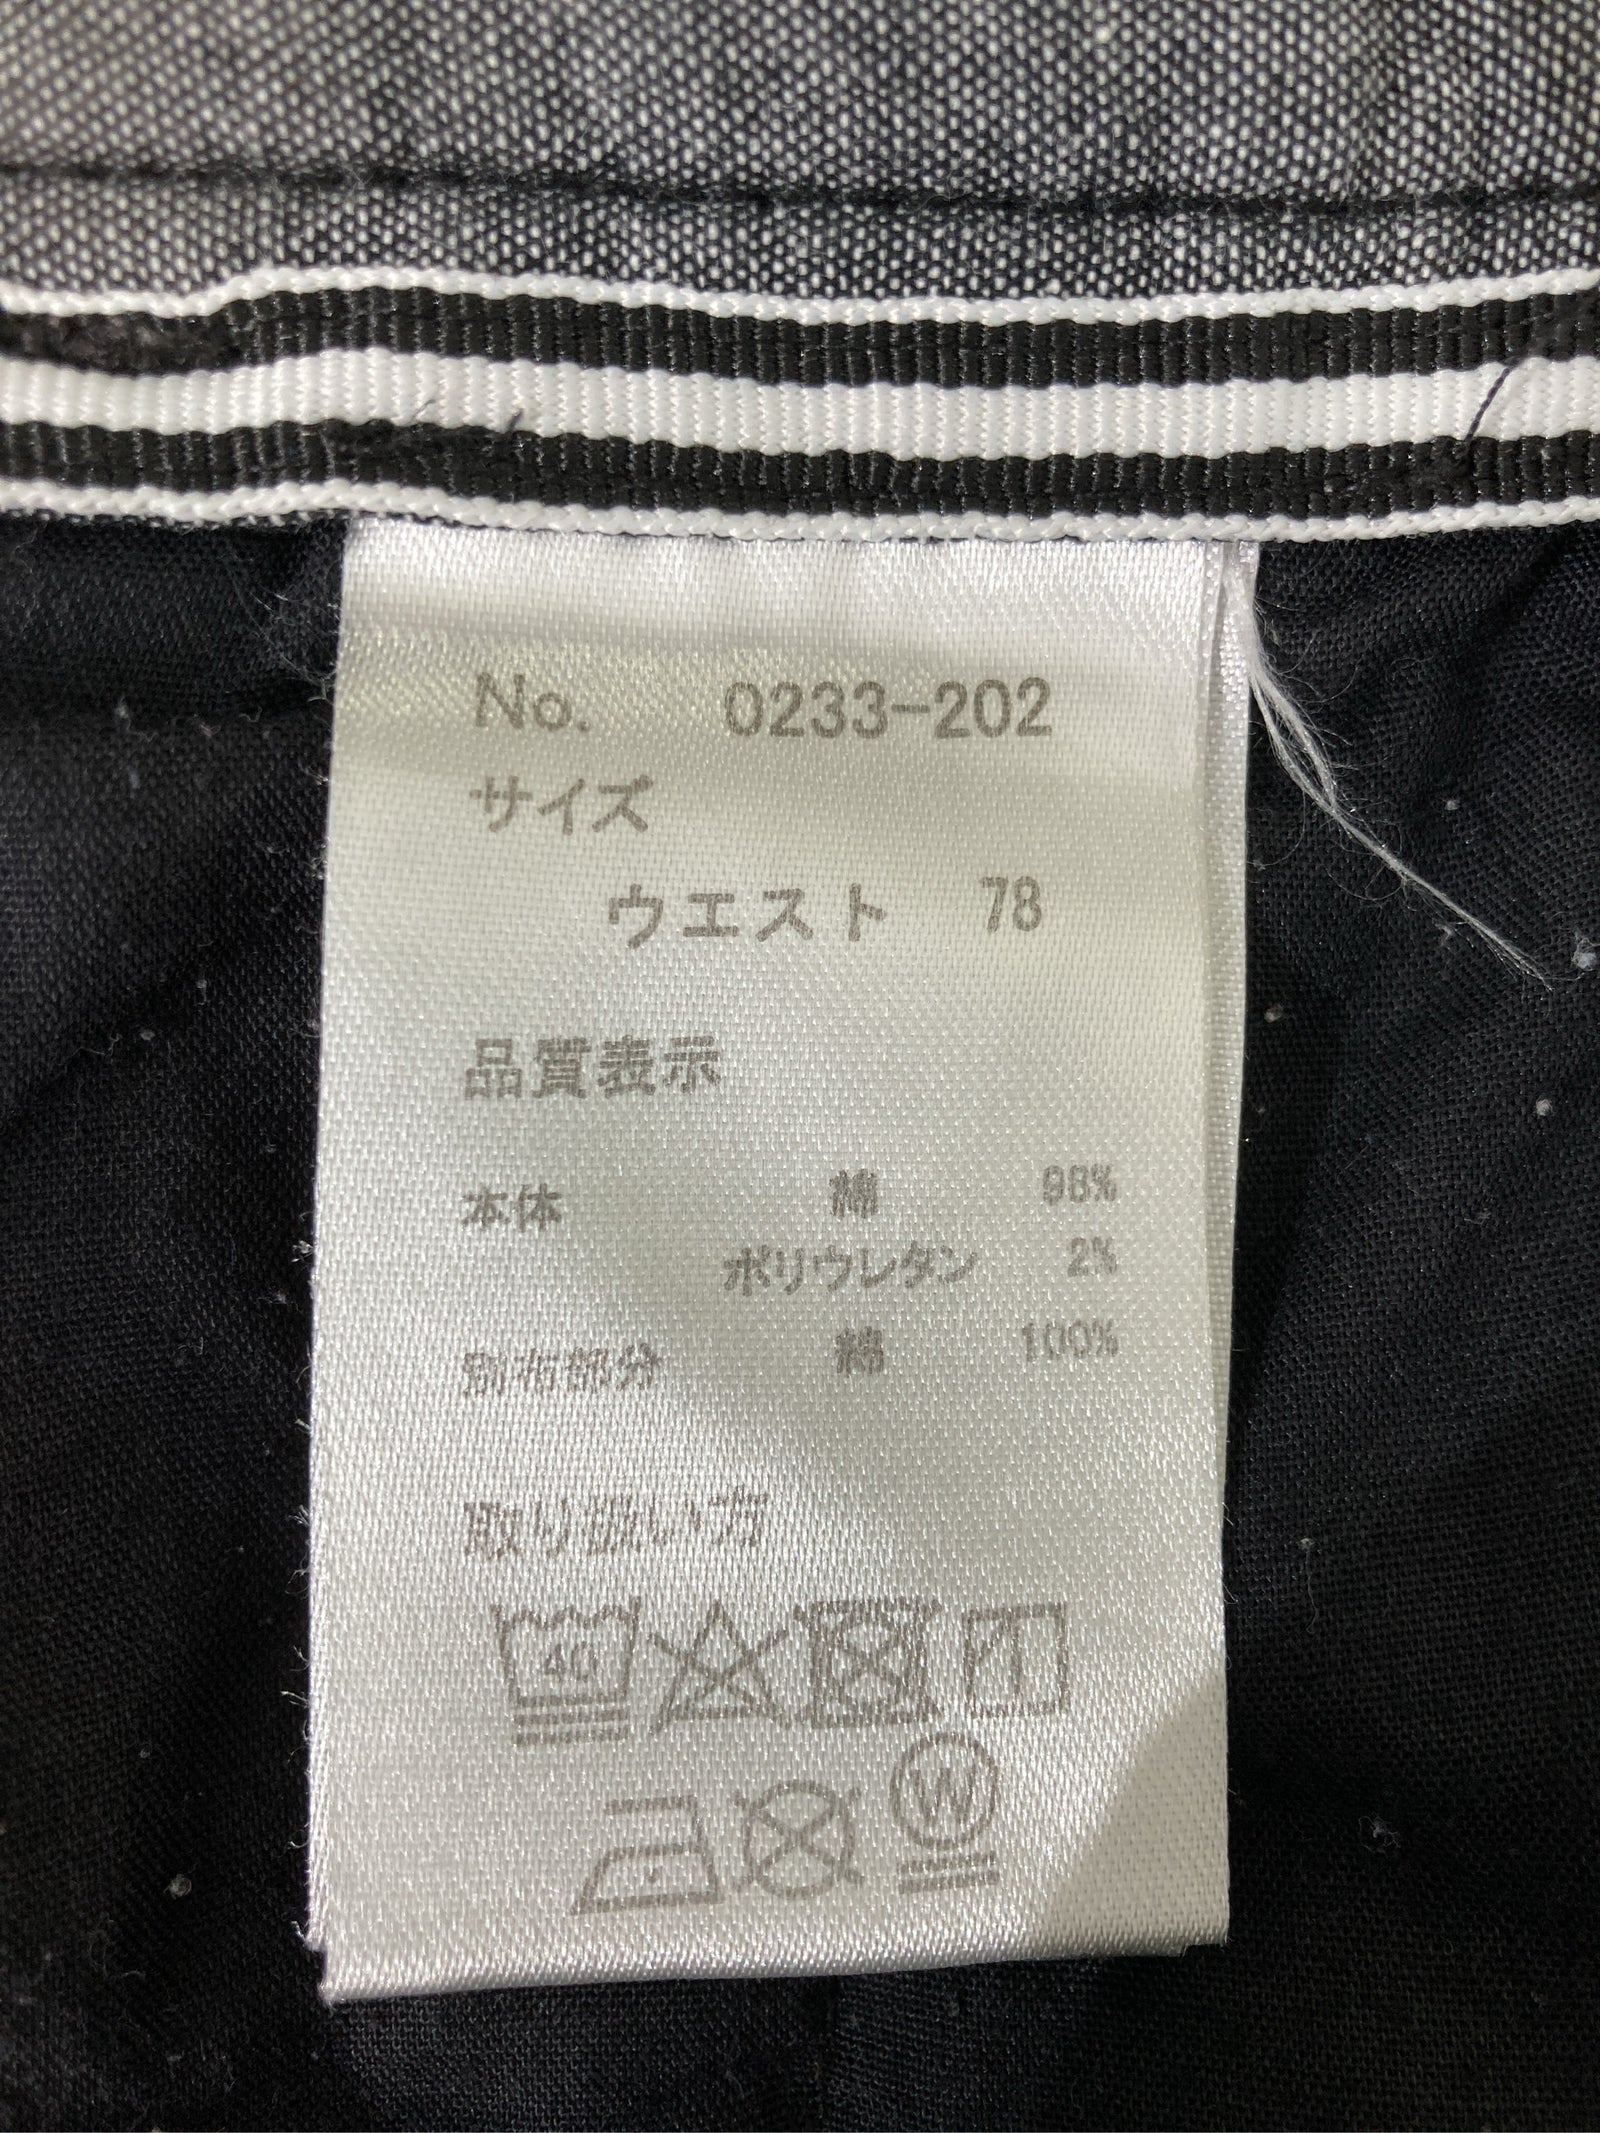 No. 0233-202
サイズ
ウエスト 78
品質表示
本体 綿 98%
ポリウレタン 2%
別布部分 綿 100%
取り扱い方
40
W